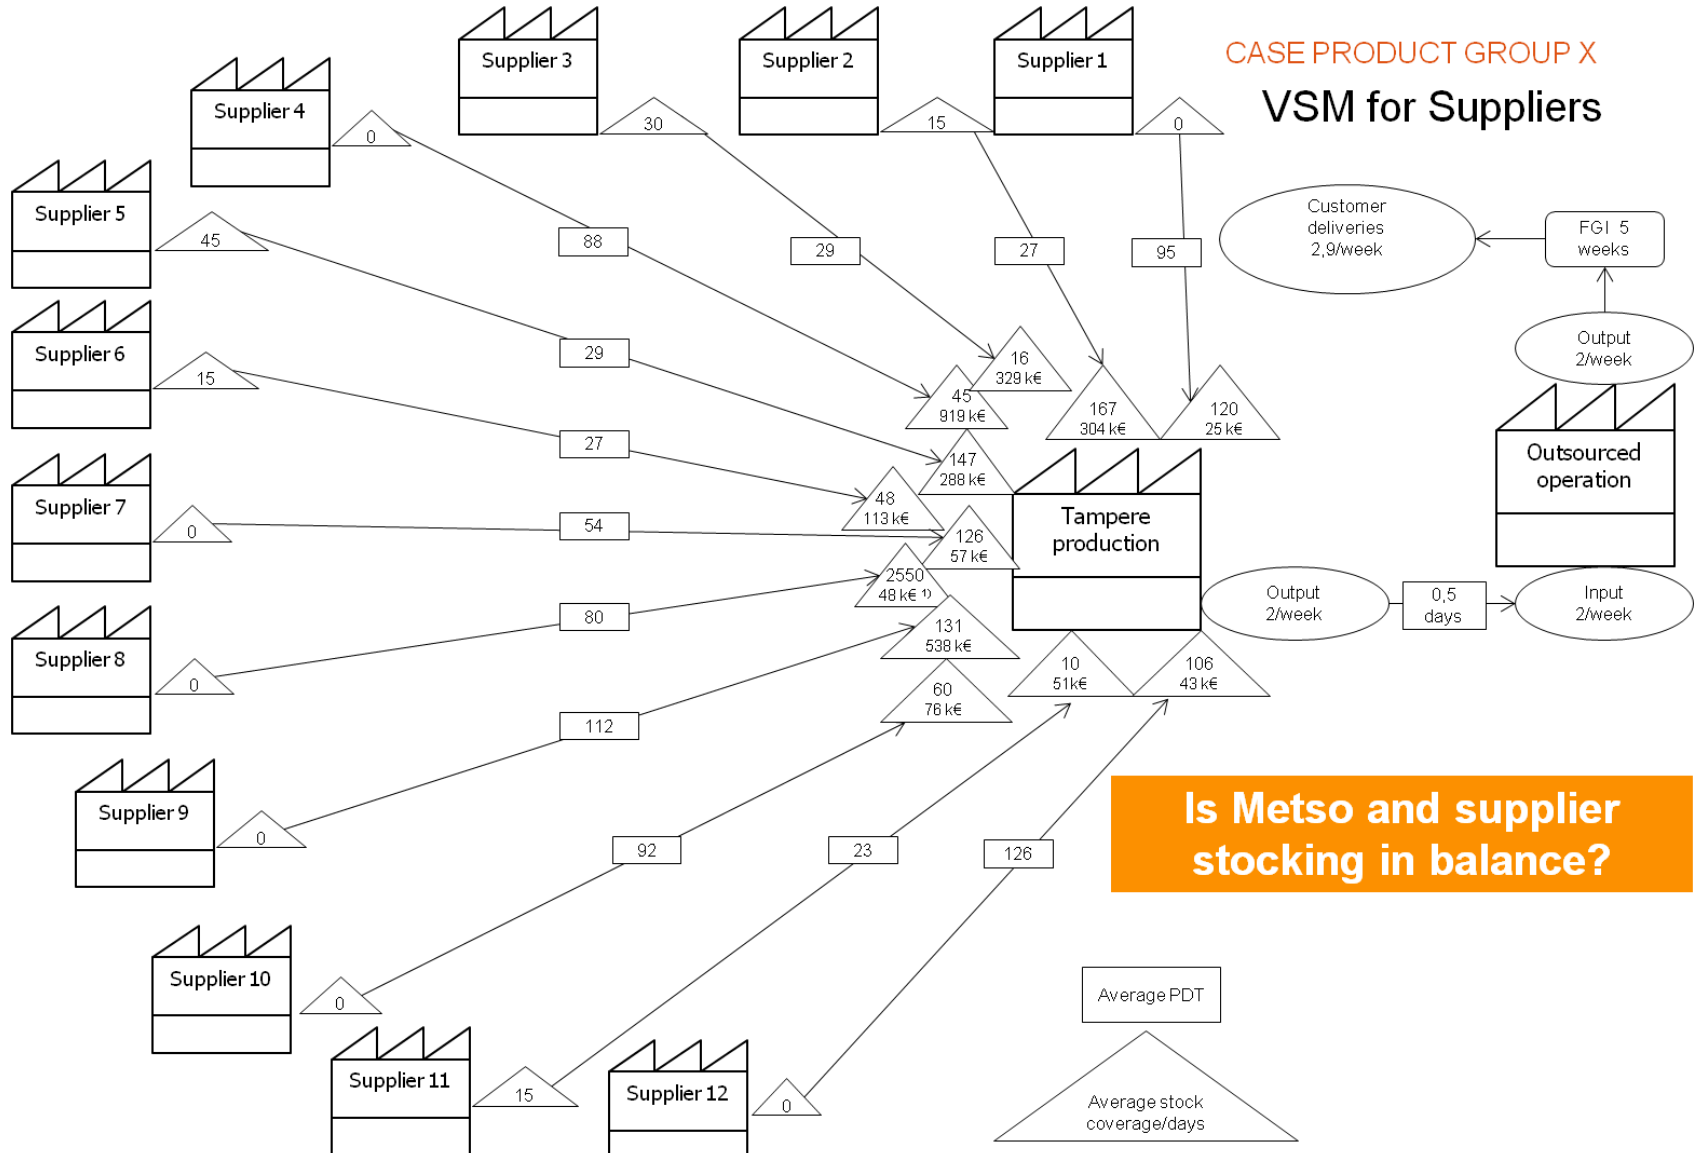 CASE PRODUCT GROUP X
VSM for Suppliers
Supplier 1
0
95
120
25 k€
Supplier 2
15
27
167
304 k€
Supplier 3
30
29
16
329 k€
Supplier 4
0
88
45
919 k€
Supplier 5
45
29
147
288 k€
Supplier 6
15
27
48
113 k€
Supplier 7
0
54
126
57 k€
Supplier 8
0
80
2550
48 k€ 1)
Supplier 9
0
112
131
538 k€
Supplier 10
0
92
60
76 k€
Supplier 11
15
23
10
51k€
Supplier 12
0
126
106
43 k€
Tampere
production
Output
2/week
0,5
days
Input
2/week
Outsourced
operation
Output
2/week
FGI 5
weeks
Customer
deliveries
2,9/week
Is Metso and supplier
stocking in balance?
Average PDT
Average stock
coverage/days